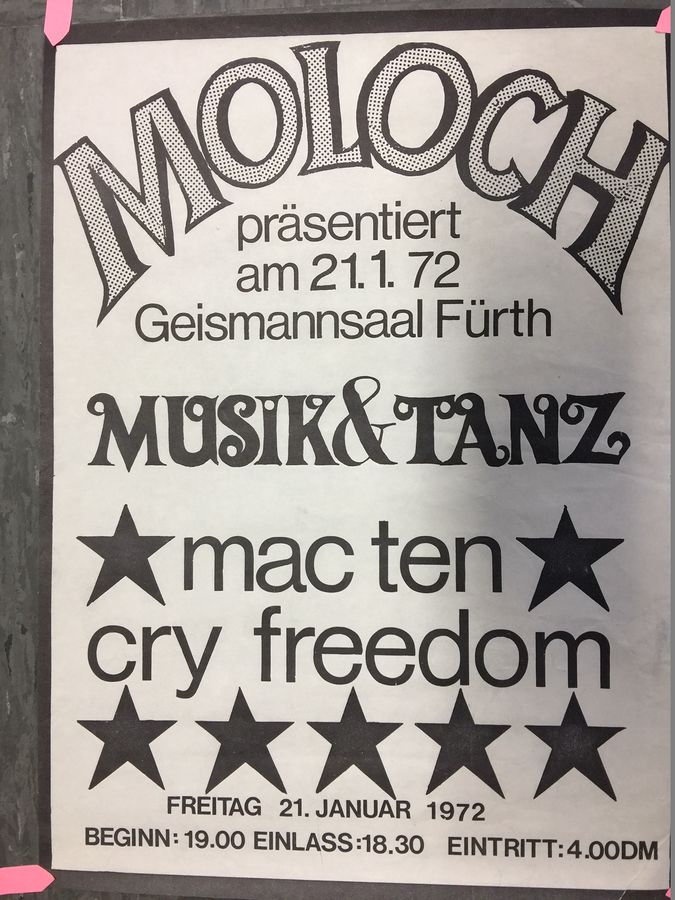 MOLOCH
präsentiert
am 21.1. 72
Geismannsaal Fürth
MUSIK&TANZ
mac ten
cry freedom
FREITAG 21. JANUAR 1972
BEGINN: 19.00 EINLASS:18.30 EINTRITT:4.00DM